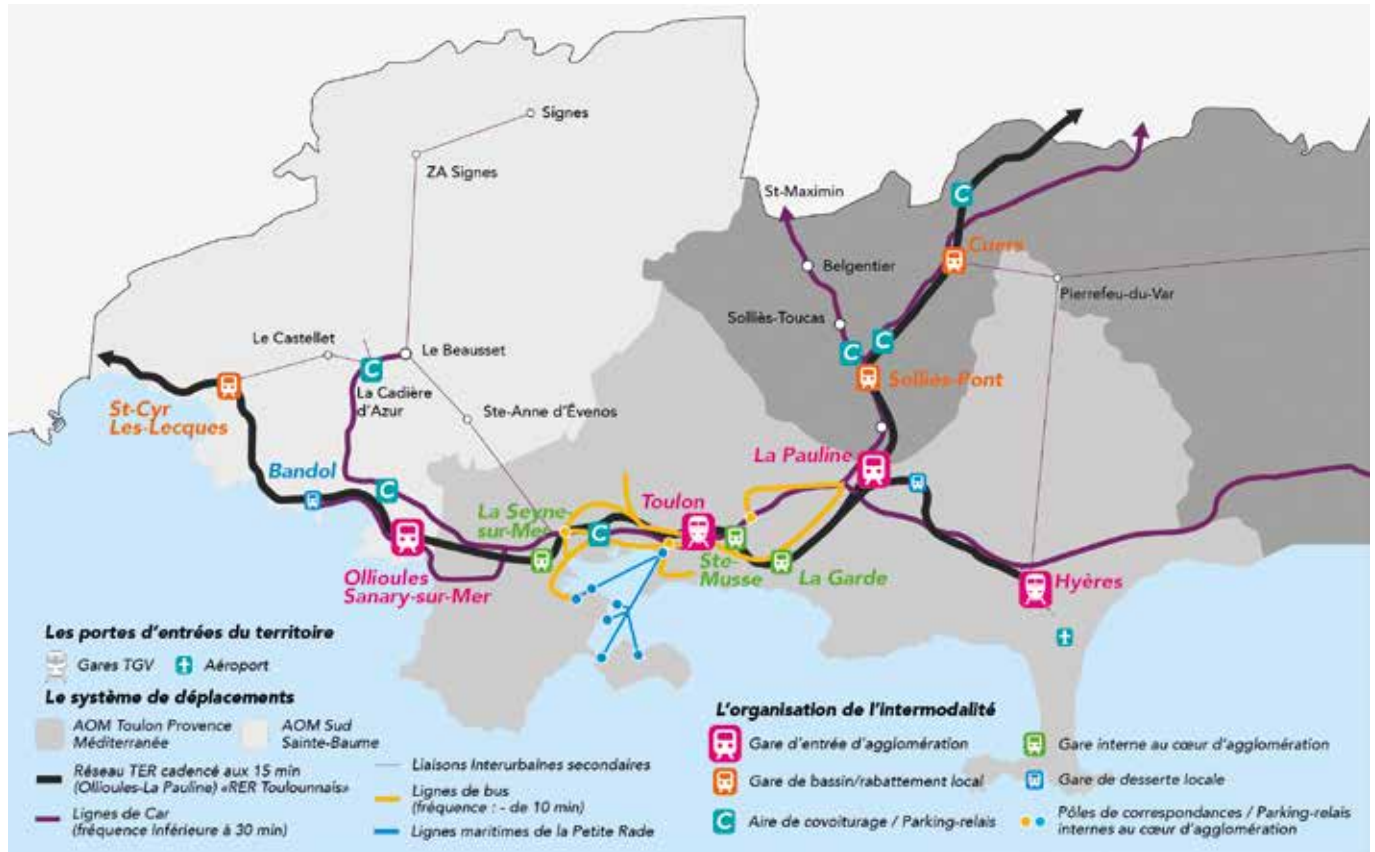 Signes
ZA Signes
St-Maximin
Cuers
Belgentier
Pierrefeu-du-Var
Solliès-Toucas
Le Castellet
Le Beausset
La Cadière
d'Azur
Solliès-Pont
St-Cyr
Les-Lecques
Ste-Anne d'Évenos
La Pauline
Bandol
La Seyne-
sur-Mer
Toulon
Ste-
Musse
La Garde
Ollioules
Sanary-sur-Mer
Hyères
C
C
C
C
C
C
Les portes d'entrées du territoire
Gares TGV
Aéroport
Le système de déplacements
AOM Toulon Provence
Méditerranée
AOM Sud
Sainte-Baume
Réseau TER cadencé aux 15 min
(Ollioules-La Pauline) «RER Toulounnais»
Lignes de Car
(fréquence Inférieure à 30 min)
Liaisons Interurbaines secondaires
Lignes de bus
(fréquence : - de 10 min)
Lignes maritimes de la Petite Rade
L'organisation de l'intermodalité
Gare d'entrée d'agglomération
Gare de bassin/rabattement local
C Aire de covoiturage / Parking-relais
Gare interne au cœur d'agglomération
Gare de desserte locale
Pôles de correspondances / Parking-relais
internes au cœur d'agglomération